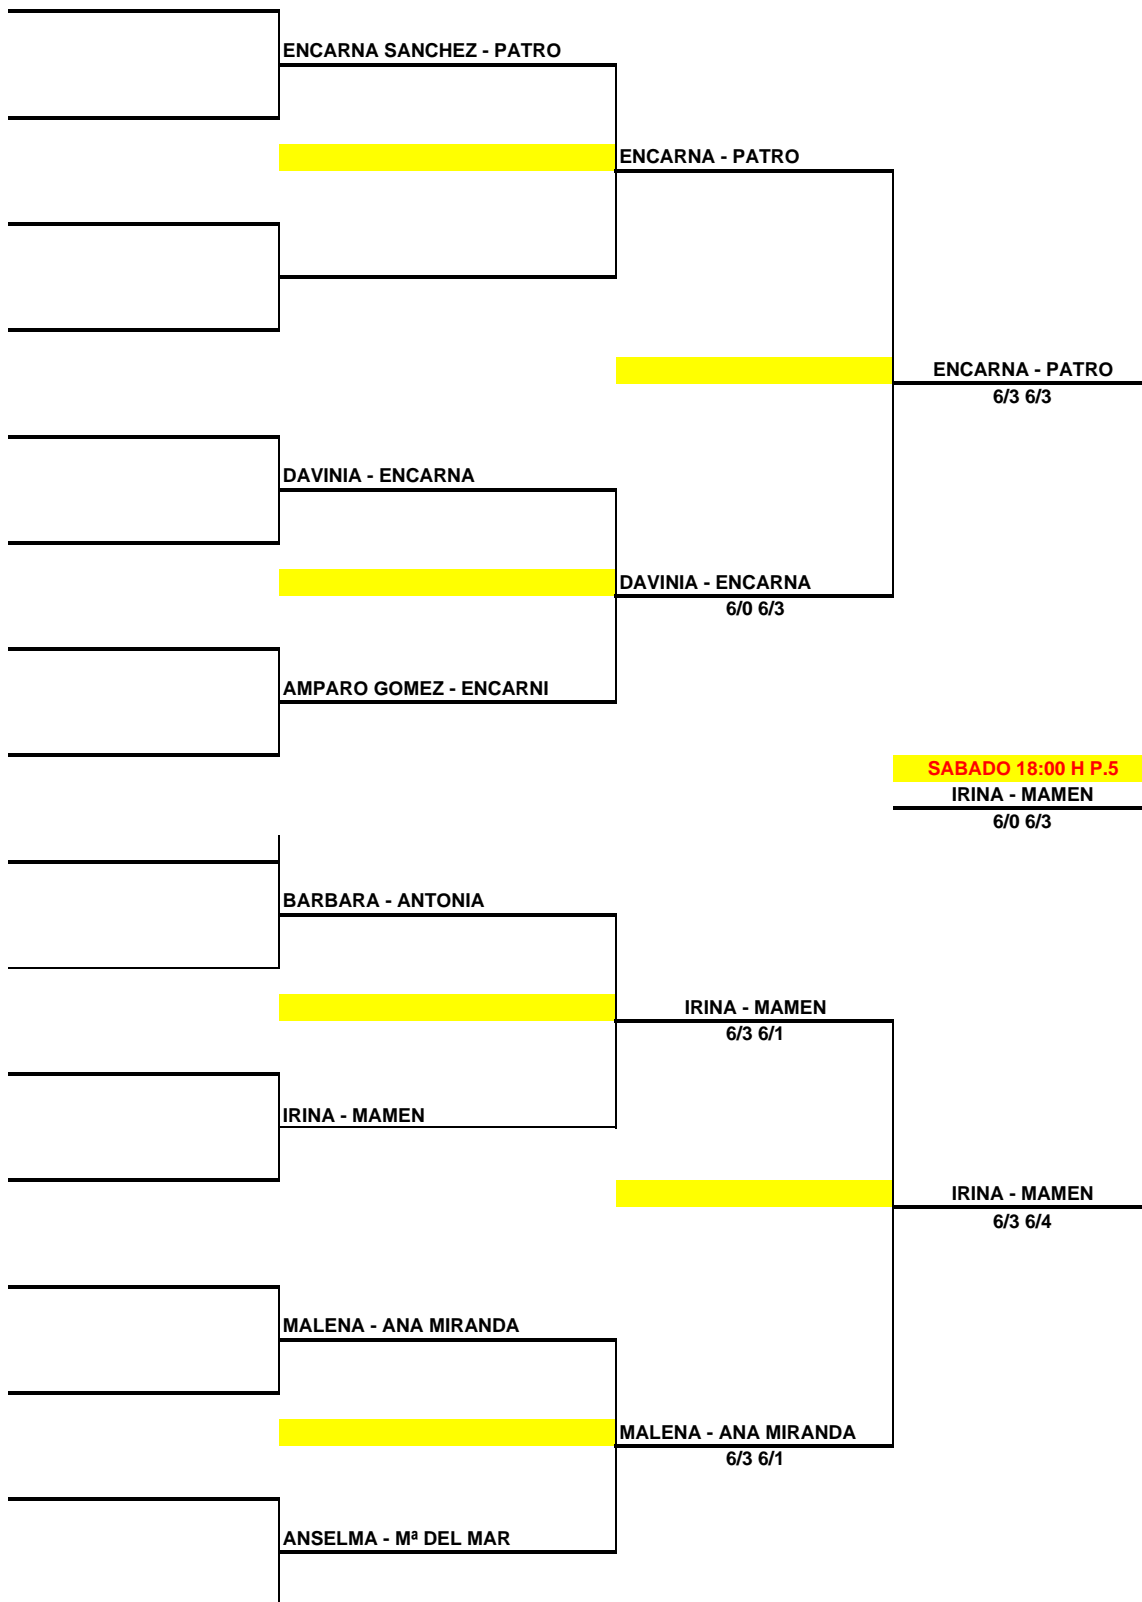 ENCARNA SANCHEZ - PATRO
ENCARNA - PATRO
ENCARNA - PATRO
6/3 6/3
DAVINIA - ENCARNA
DAVINIA - ENCARNA
6/0 6/3
AMPARO GOMEZ - ENCARNI
SABADO 18:00 H P.5
IRINA - MAMEN
6/0 6/3
BARBARA - ANTONIA
IRINA - MAMEN
6/3 6/1
IRINA - MAMEN
IRINA - MAMEN
6/3 6/4
MALENA - ANA MIRANDA
MALENA - ANA MIRANDA
6/3 6/1
ANSELMA - Mª DEL MAR